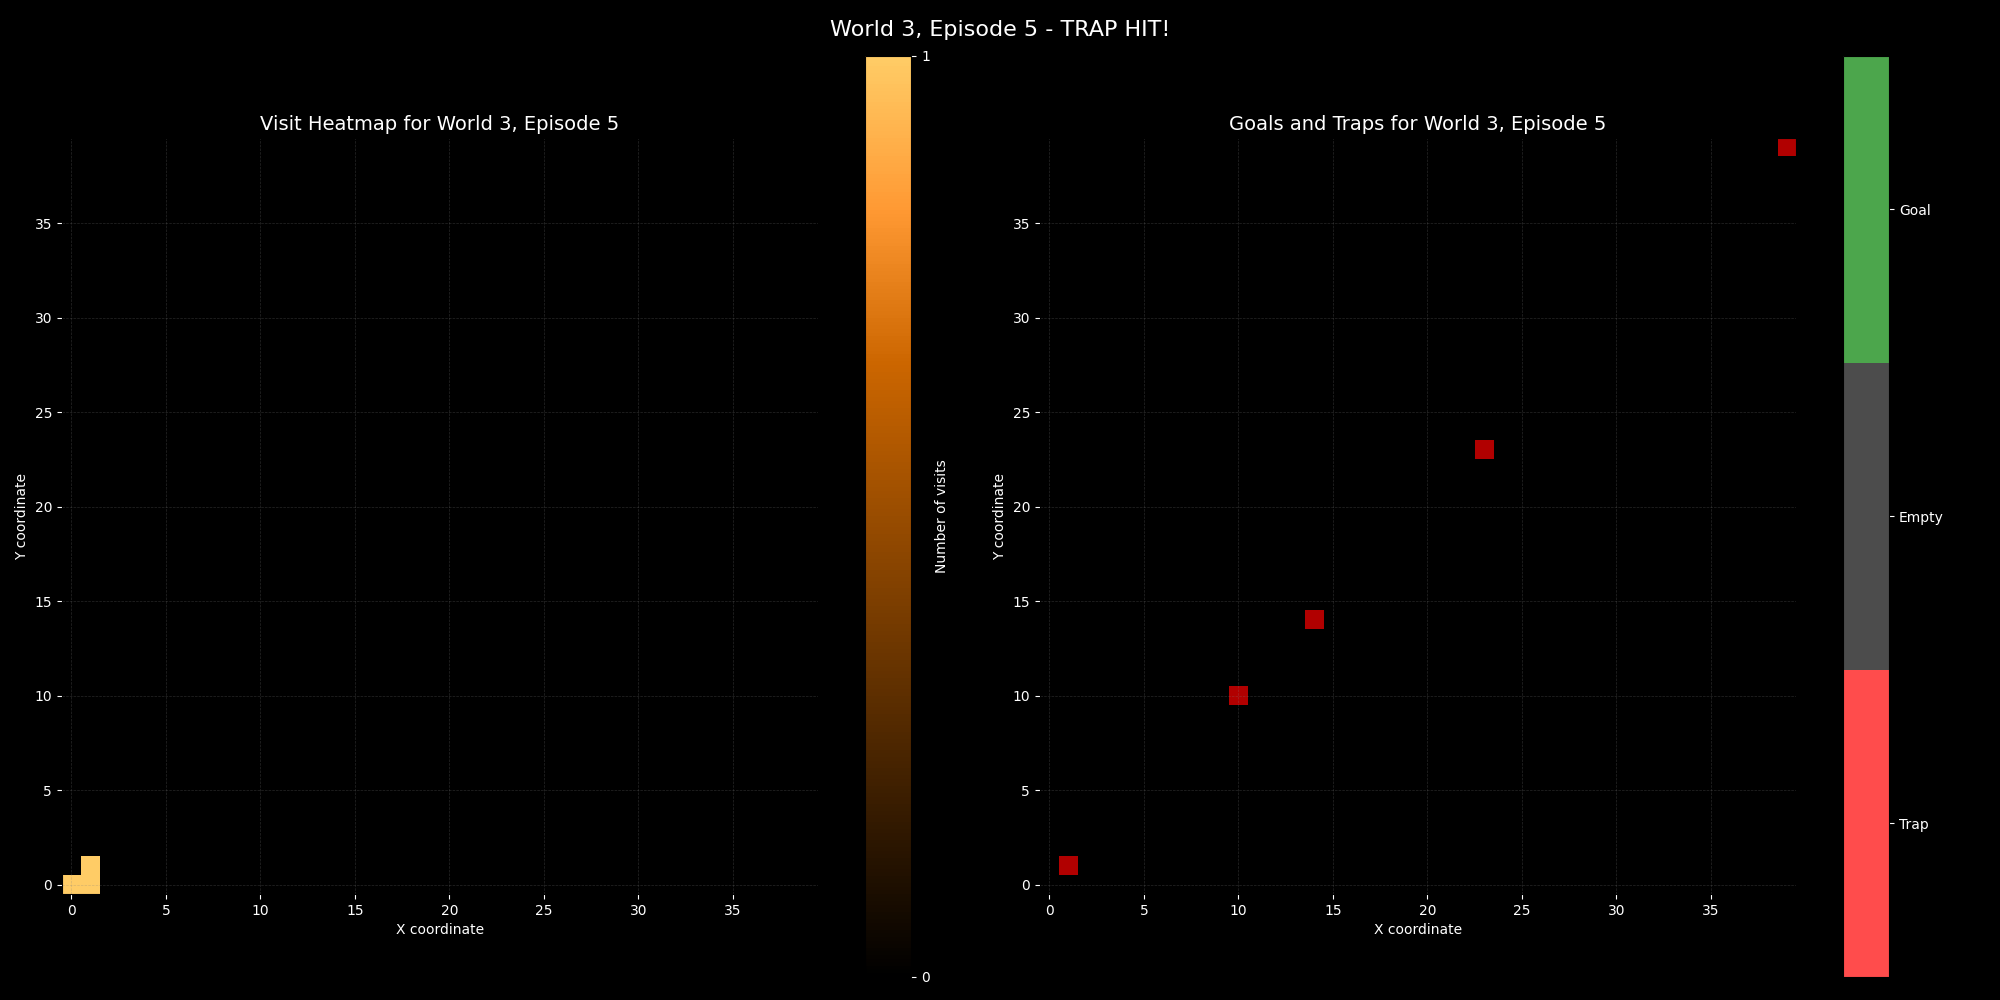 World 3, Episode 5 - TRAP HIT!
Visit Heatmap for World 3, Episode 5
Y coordinate
35
30
25
20
15
10
5
0
0 5 10 15 20 25 30 35
X coordinate
1
0
Number of visits
Goals and Traps for World 3, Episode 5
Y coordinate
35
30
25
20
15
10
5
0
0 5 10 15 20 25 30 35
X coordinate
Goal
Empty
Trap